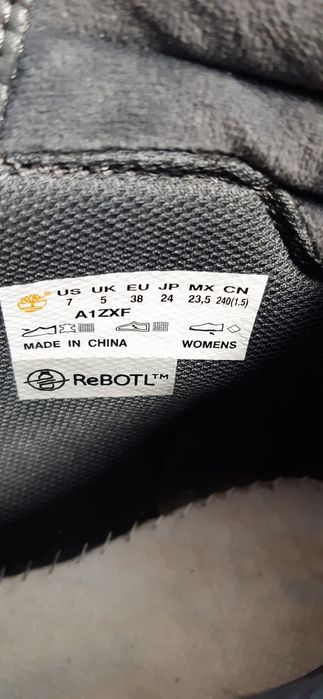 US UK EU JP MX CN
7 5 38 24 23,5 240(1.5)
A1ZXF
MADE IN CHINA WOMENS
ReBOTL™